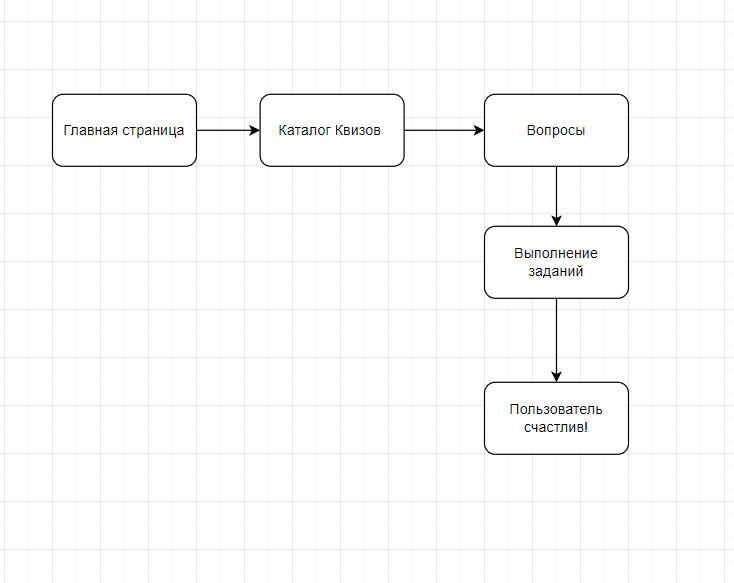 Главная страница
Каталог Квизов
Вопросы
Выполнение
заданий
Пользователь
счастлив!